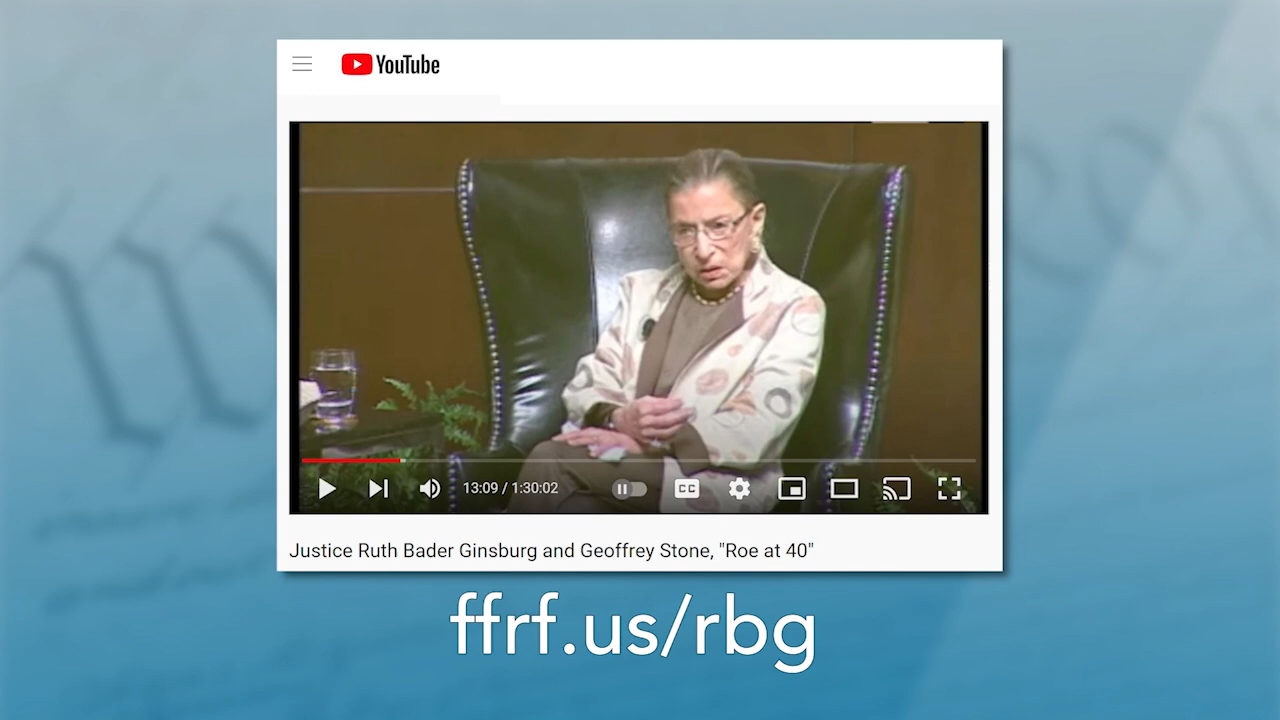 YouTube
13:09 / 1:30:02
CC
Justice Ruth Bader Ginsburg and Geoffrey Stone, "Roe at 40"
ffrf.us/rbg